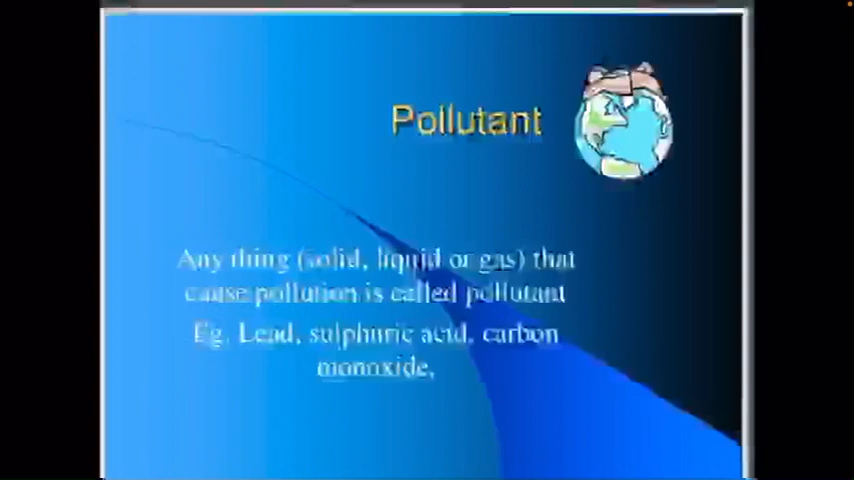 Pollutant
Any thing (solid, liquid or gas) that
cause pollution is called pollutant
Eg. Lead, sulphuric acid, carbon
monoxide,